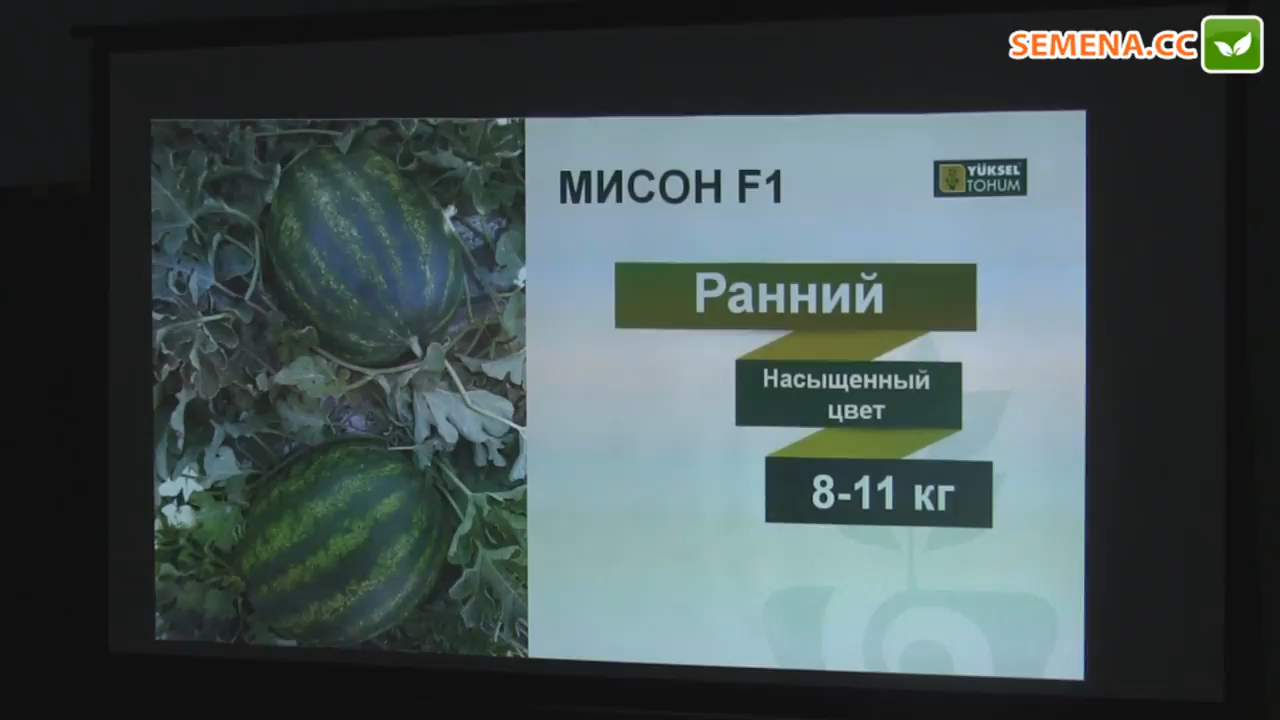 SEMENA.CC
МИСОН F1
YÜKSEL
TOHUM
Ранний
Насыщенный
цвет
8-11 кг